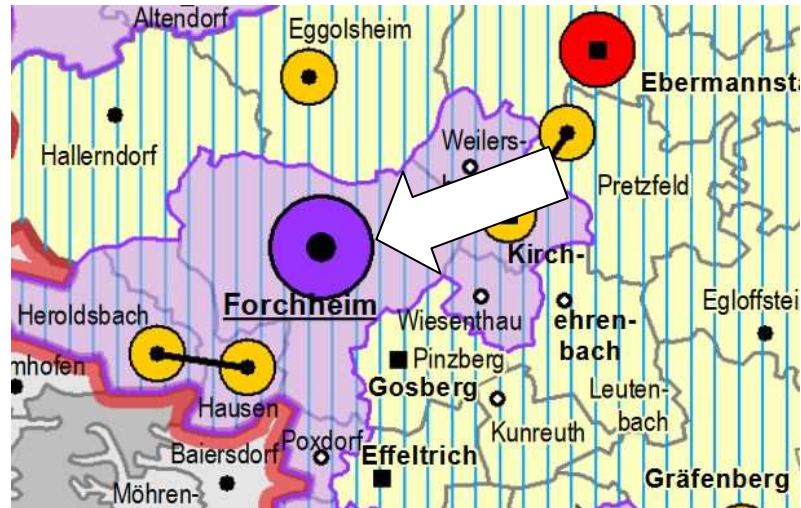 Altendorf
Eggolsheim
Ebermannsta
Hallerndorf
Weilers-
Pretzfeld
Kirch-
ehren-
bach
Forchheim
Heroldsbach
Wiesenthau
Egloffstei
mhofen
Pinzberg
Gosberg
Leuten-
bach
Hausen
Kunreuth
Baiersdorf
Poxdorf
Effeltrich
Möhren-
Gräfenberg